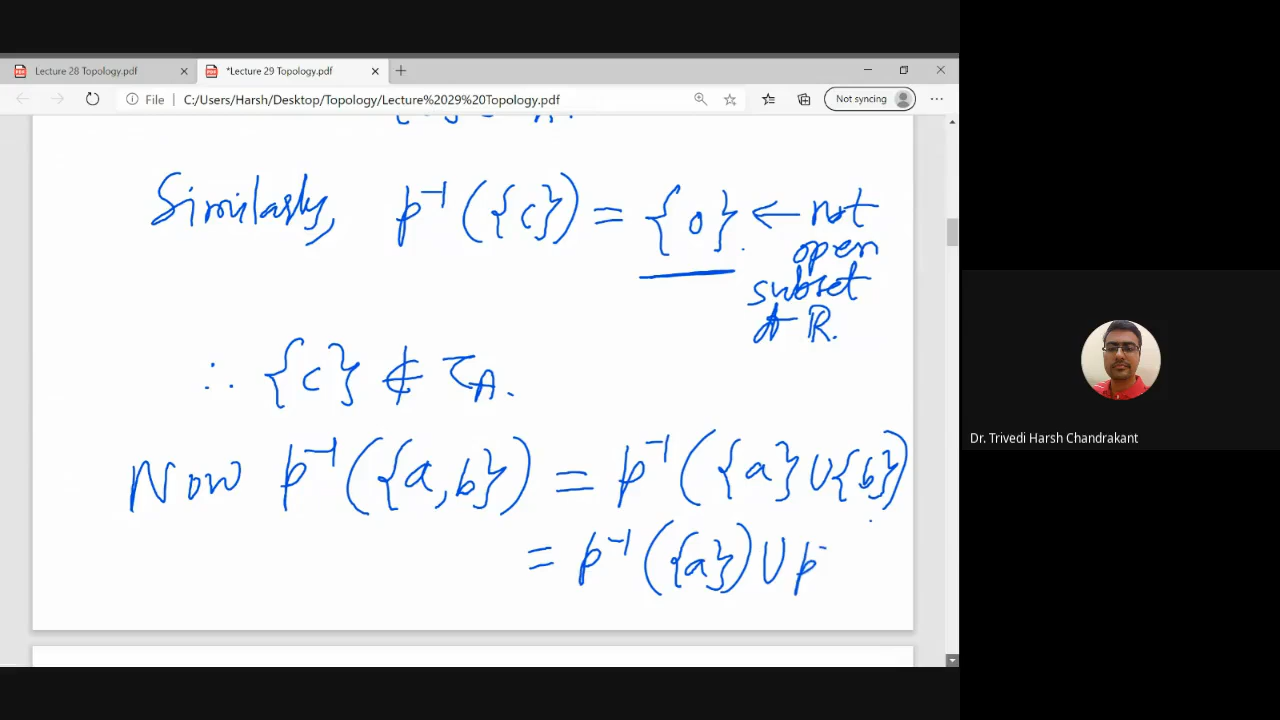 Lecture 28 Topology.pdf
*Lecture 29 Topology.pdf
File
C:/Users/Harsh/Desktop/Topology/Lecture%2029%20Topology.pdf
Not syncing
Similarly, p⁻¹({c}) = {0} ← not
open
subset
of ℝ.
∴ {c} ∉ τ_A.
Now p⁻¹({a,b}) = p⁻¹({a}∪{b})
= p⁻¹({a}) ∪ p⁻
Dr. Trivedi Harsh Chandrakant